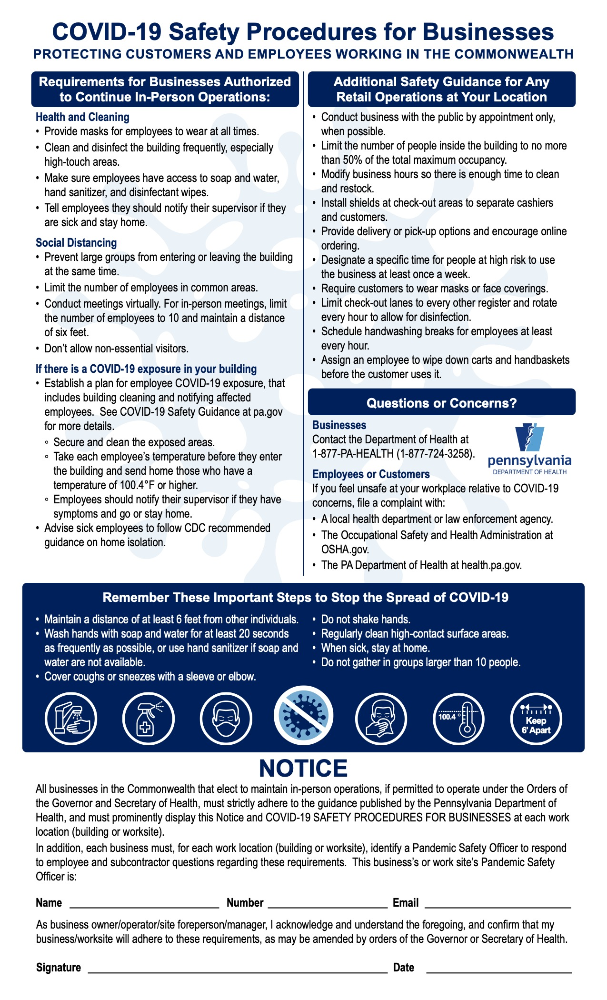 COVID-19 Safety Procedures for Businesses
PROTECTING CUSTOMERS AND EMPLOYEES WORKING IN THE COMMONWEALTH
Requirements for Businesses Authorized
to Continue In-Person Operations:
Health and Cleaning
• Provide masks for employees to wear at all times.
• Clean and disinfect the building frequently, especially
high-touch areas.
• Make sure employees have access to soap and water,
hand sanitizer, and disinfectant wipes.
• Tell employees they should notify their supervisor if they
are sick and stay home.
Social Distancing
• Prevent large groups from entering or leaving the building
at the same time.
• Limit the number of employees in common areas.
• Conduct meetings virtually. For in-person meetings, limit
the number of employees to 10 and maintain a distance
of six feet.
• Don’t allow non-essential visitors.
If there is a COVID-19 exposure in your building
• Establish a plan for employee COVID-19 exposure, that
includes building cleaning and notifying affected
employees.  See COVID-19 Safety Guidance at pa.gov
for more details.
◦ Secure and clean the exposed areas.
◦ Take each employee’s temperature before they enter
the building and send home those who have a
temperature of 100.4°F or higher.
◦ Employees should notify their supervisor if they have
symptoms and go or stay home.
• Advise sick employees to follow CDC recommended
guidance on home isolation.
Additional Safety Guidance for Any
Retail Operations at Your Location
• Conduct business with the public by appointment only,
when possible.
• Limit the number of people inside the building to no more
than 50% of the total maximum occupancy.
• Modify business hours so there is enough time to clean
and restock.
• Install shields at check-out areas to separate cashiers
and customers.
• Provide delivery or pick-up options and encourage online
ordering.
• Designate a specific time for people at high risk to use
the business at least once a week.
• Require customers to wear masks or face coverings.
• Limit check-out lanes to every other register and rotate
every hour to allow for disinfection.
• Schedule handwashing breaks for employees at least
every hour.
• Assign an employee to wipe down carts and handbaskets
before the customer uses it.
Questions or Concerns?
Businesses
Contact the Department of Health at
1-877-PA-HEALTH (1-877-724-3258).
pennsylvania
DEPARTMENT OF HEALTH
Employees or Customers
If you feel unsafe at your workplace relative to COVID-19
concerns, file a complaint with:
• A local health department or law enforcement agency.
• The Occupational Safety and Health Administration at
OSHA.gov.
• The PA Department of Health at health.pa.gov.
Remember These Important Steps to Stop the Spread of COVID-19
• Maintain a distance of at least 6 feet from other individuals.
• Wash hands with soap and water for at least 20 seconds
as frequently as possible, or use hand sanitizer if soap and
water are not available.
• Cover coughs or sneezes with a sleeve or elbow.
• Do not shake hands.
• Regularly clean high-contact surface areas.
• When sick, stay at home.
• Do not gather in groups larger than 10 people.
100.4 °
Keep
6’ Apart
NOTICE
All businesses in the Commonwealth that elect to maintain in-person operations, if permitted to operate under the Orders of
the Governor and Secretary of Health, must strictly adhere to the guidance published by the Pennsylvania Department of
Health, and must prominently display this Notice and COVID-19 SAFETY PROCEDURES FOR BUSINESSES at each work
location (building or worksite).
In addition, each business must, for each work location (building or worksite), identify a Pandemic Safety Officer to respond
to employee and subcontractor questions regarding these requirements.  This business’s or work site’s Pandemic Safety
Officer is:
Name Number Email
As business owner/operator/site foreperson/manager, I acknowledge and understand the foregoing, and confirm that my
business/worksite will adhere to these requirements, as may be amended by orders of the Governor or Secretary of Health.
Signature Date